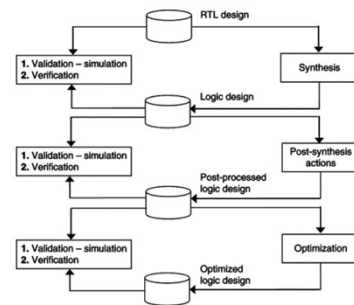 RTL design
1. Validation – simulation
2. Verification
Synthesis
Logic design
1. Validation – simulation
2. Verification
Post-synthesis
actions
Post-processed
logic design
1. Validation – simulation
2. Verification
Optimization
Optimized
logic design